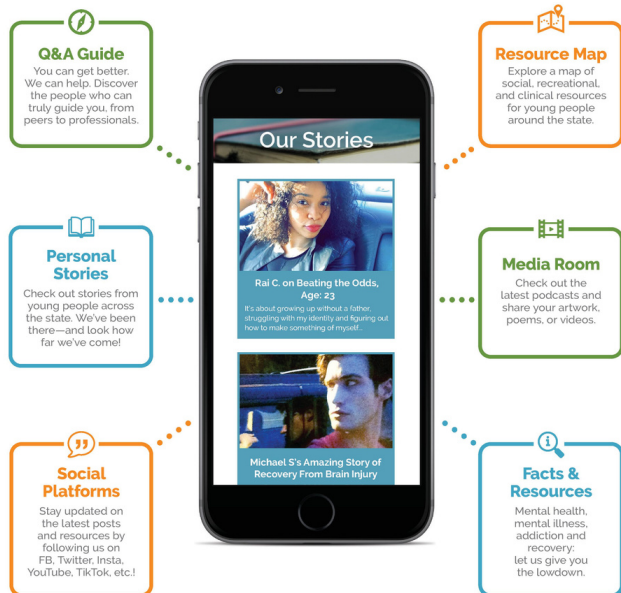 Q&A Guide
You can get better.
We can help. Discover
the people who can
truly guide you, from
peers to professionals.
Resource Map
Explore a map of
social, recreational,
and clinical resources
for young people
around the state.
Our Stories
Rai C. on Beating the Odds,
Age: 23
It's about growing up without a father,
struggling with my identity and figuring out
how to make something of myself...
Michael S's Amazing Story of
Recovery From Brain Injury
Personal
Stories
Check out stories from
young people across
the state. We've been
there—and look how
far we've come!
Media Room
Check out the
latest podcasts and
share your artwork,
poems, or videos.
Social
Platforms
Stay updated on
the latest posts
and resources by
following us on
FB, Twitter, Insta,
YouTube, TikTok, etc.!
Facts &
Resources
Mental health,
mental illness,
addiction and
recovery:
let us give you
the lowdown.